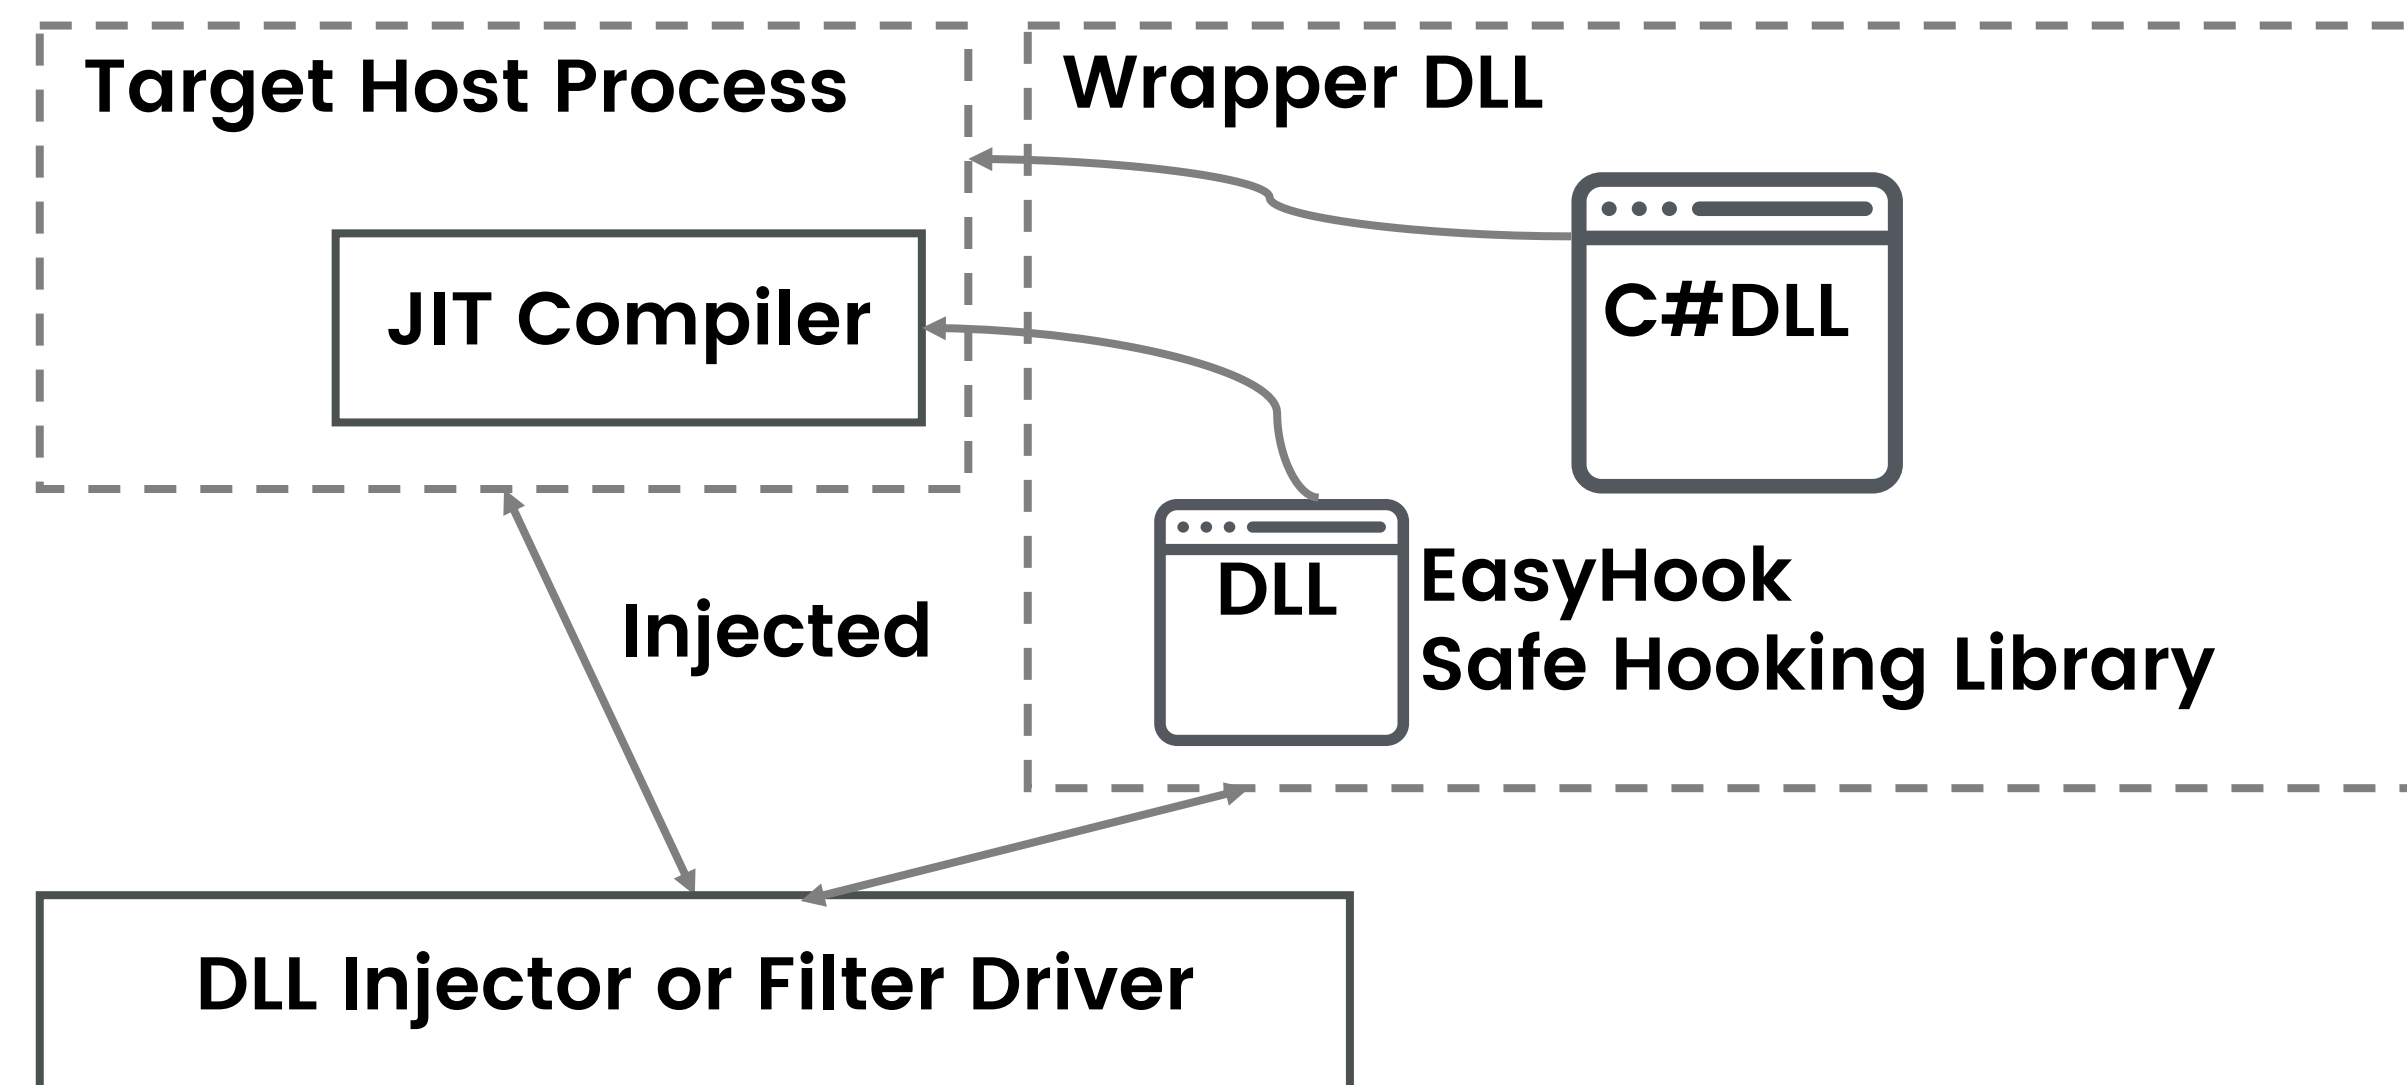 Target Host Process
Wrapper DLL
JIT Compiler
C#DLL
DLL
EasyHook
Safe Hooking Library
Injected
DLL Injector or Filter Driver